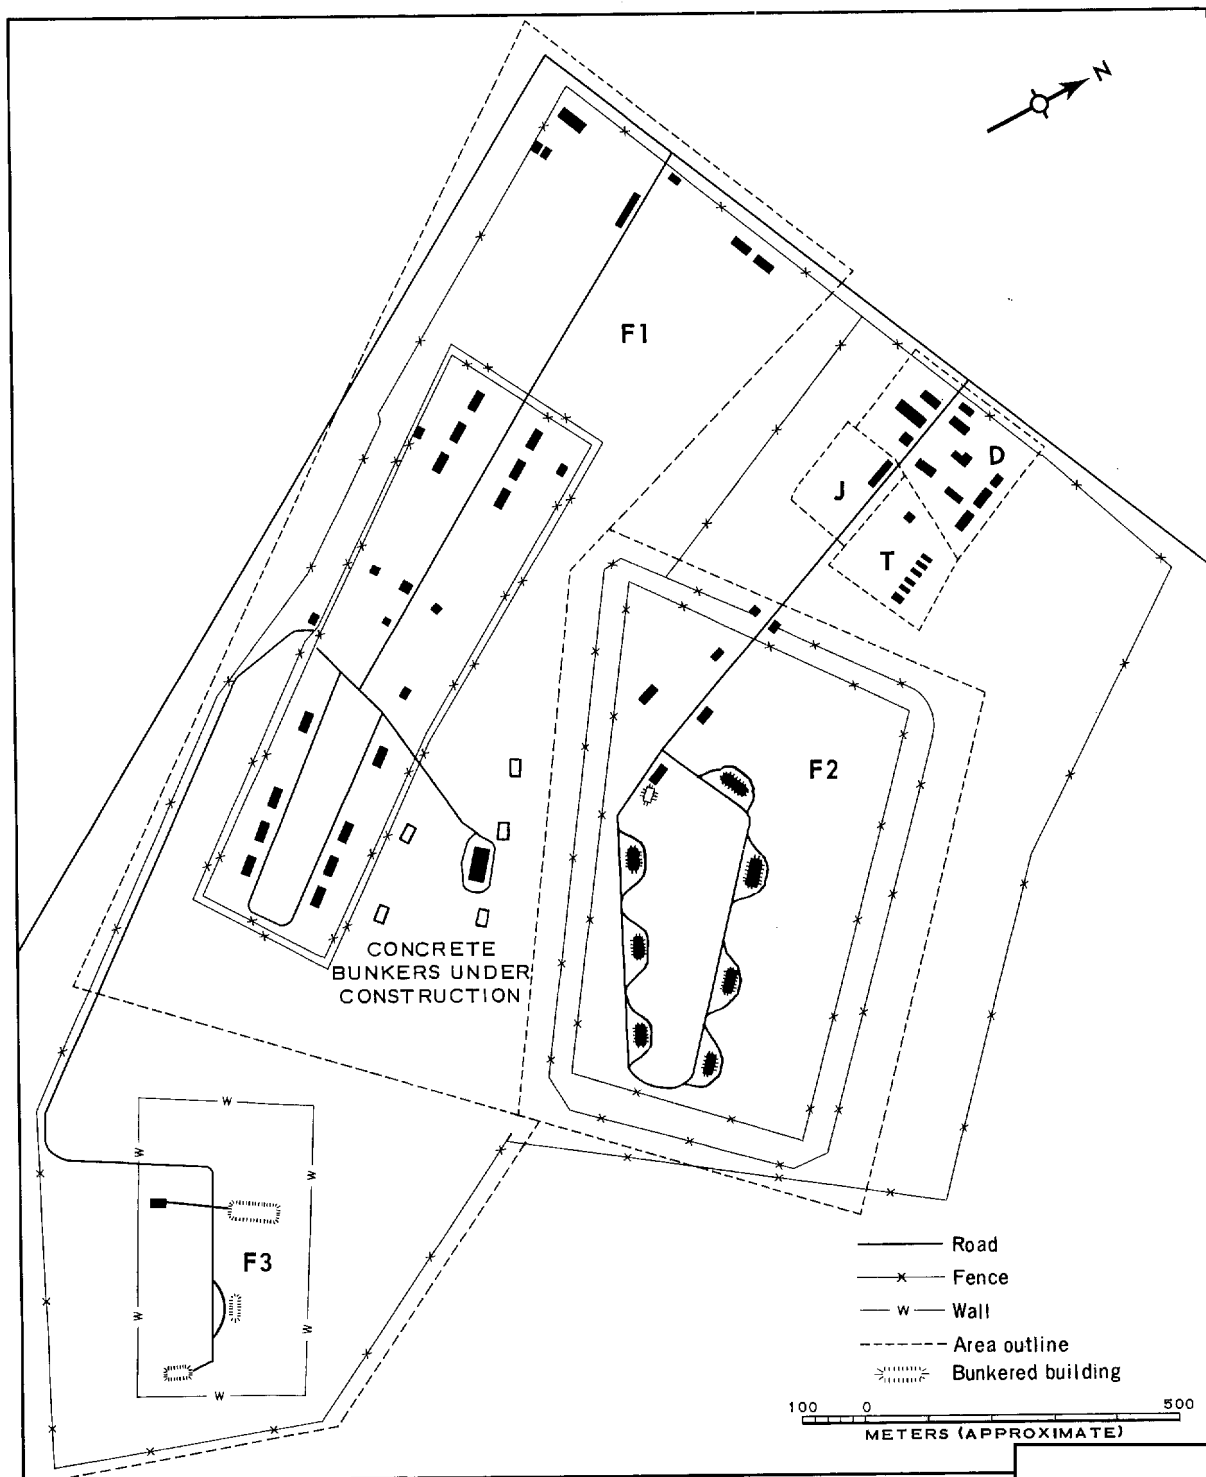 N
F1
D
J
T
F2
CONCRETE
BUNKERS UNDER
CONSTRUCTION
W
W
W
W
W
W
F3
Road
x Fence
w Wall
Area outline
Bunkered building
100 0 500
METERS (APPROXIMATE)